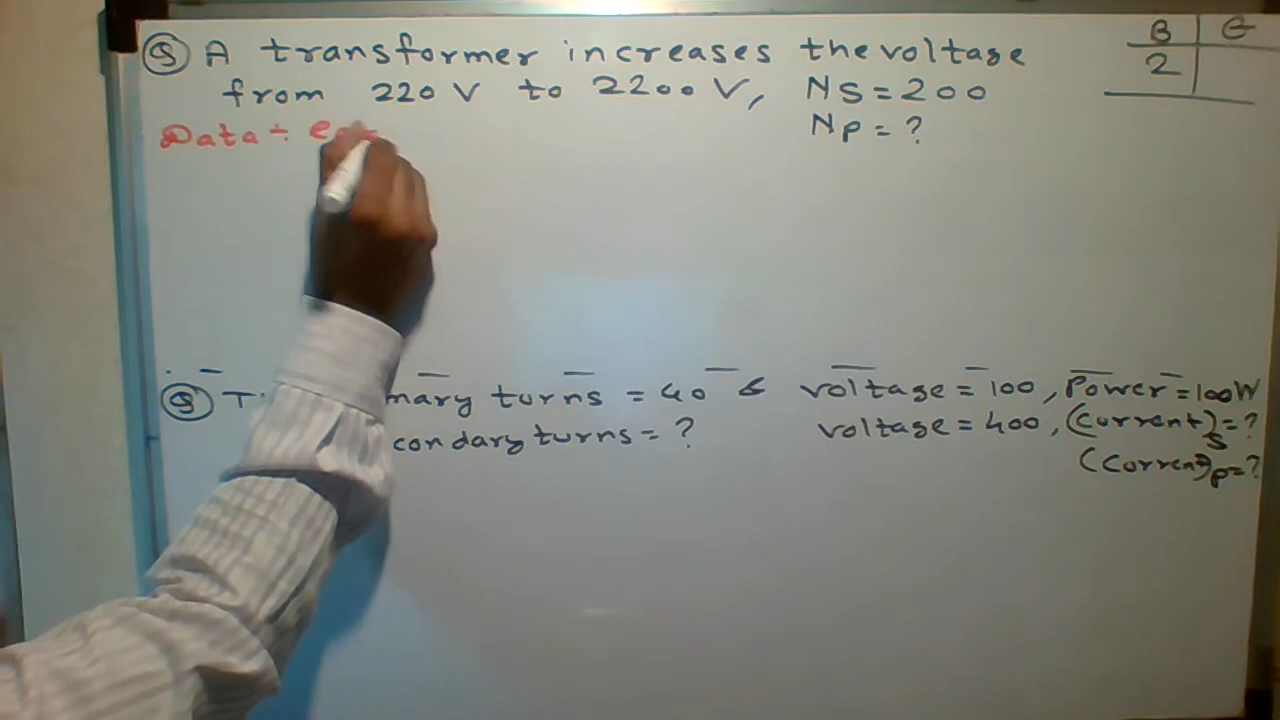 Q A transformer increases the voltage
from 220 V to 2200 V, NS = 200
NP = ?
B E
2
Data ÷
Q mary turns = 40 & voltage = 100, Power = 100W
condary turns = ? voltage = 400, (Current)S = ?
(Current)P = ?